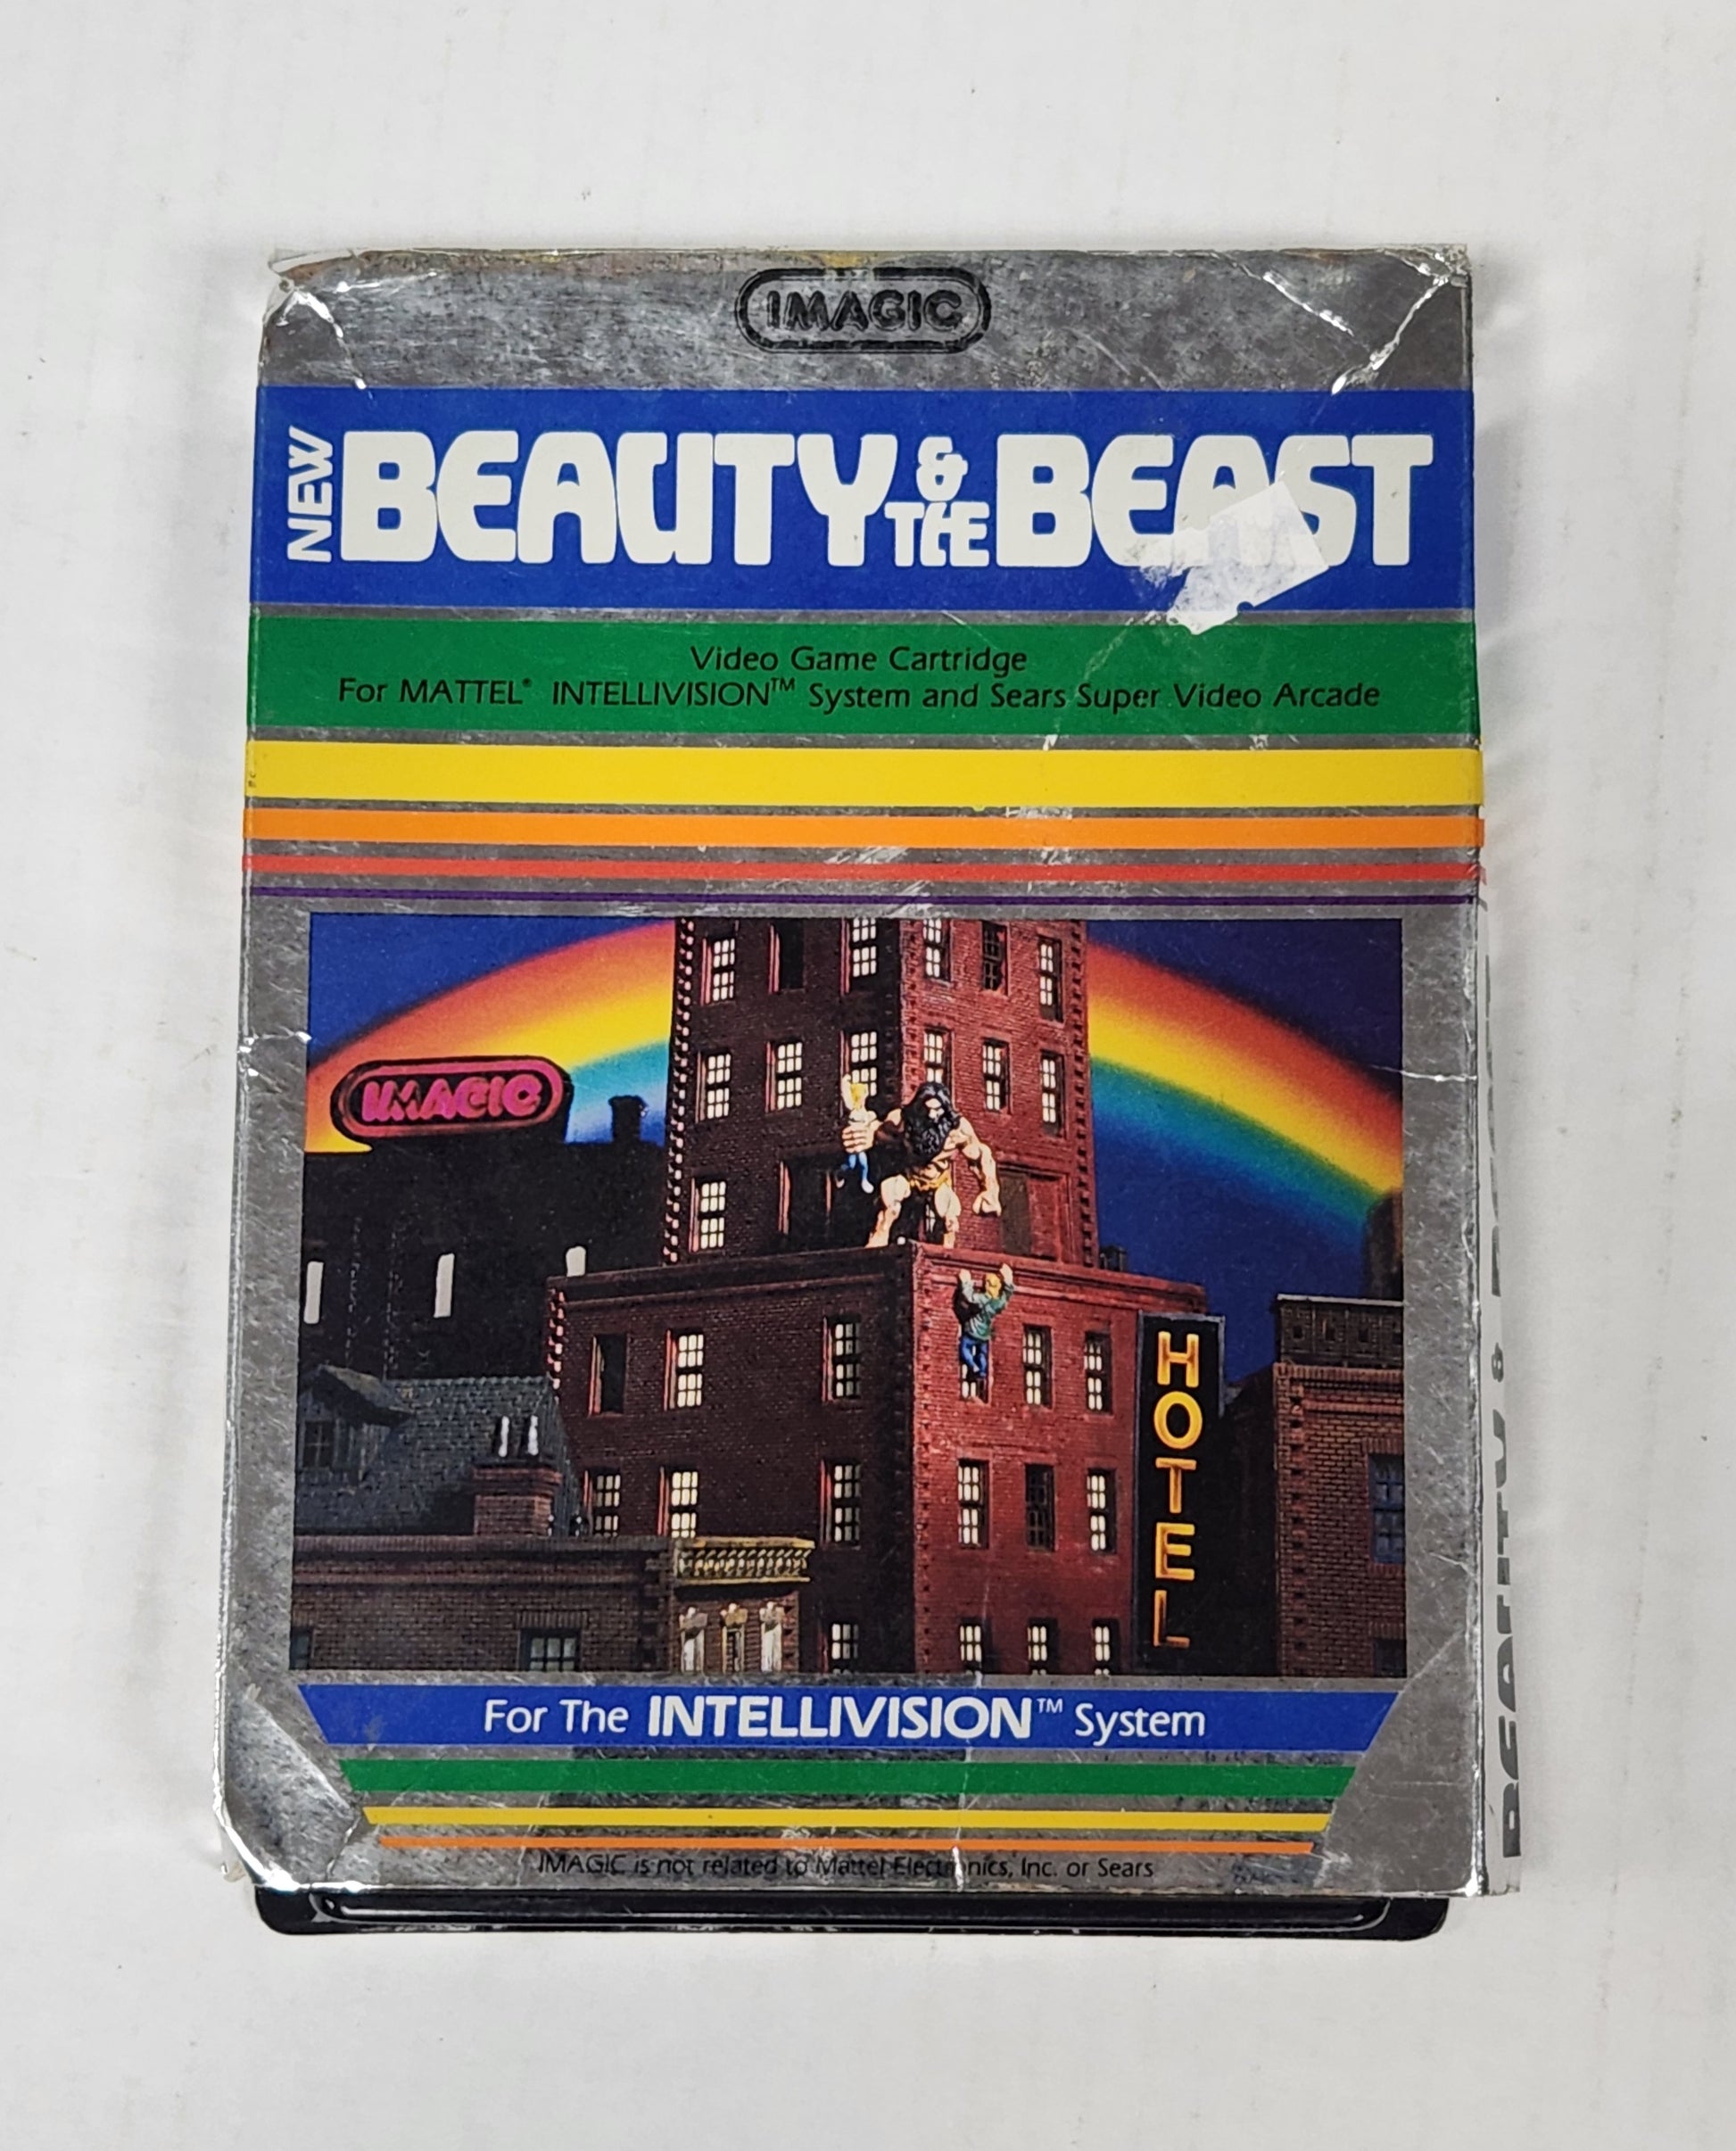 IMAGIC
NEW
BEAUTY & THE BEAST
Video Game Cartridge
For MATTEL® INTELLIVISION™ System and Sears Super Video Arcade
IMAGIC
HOTEL
For The INTELLIVISION™ System
IMAGIC is not related to Mattel Electronics, Inc. or Sears
BEAUTY &